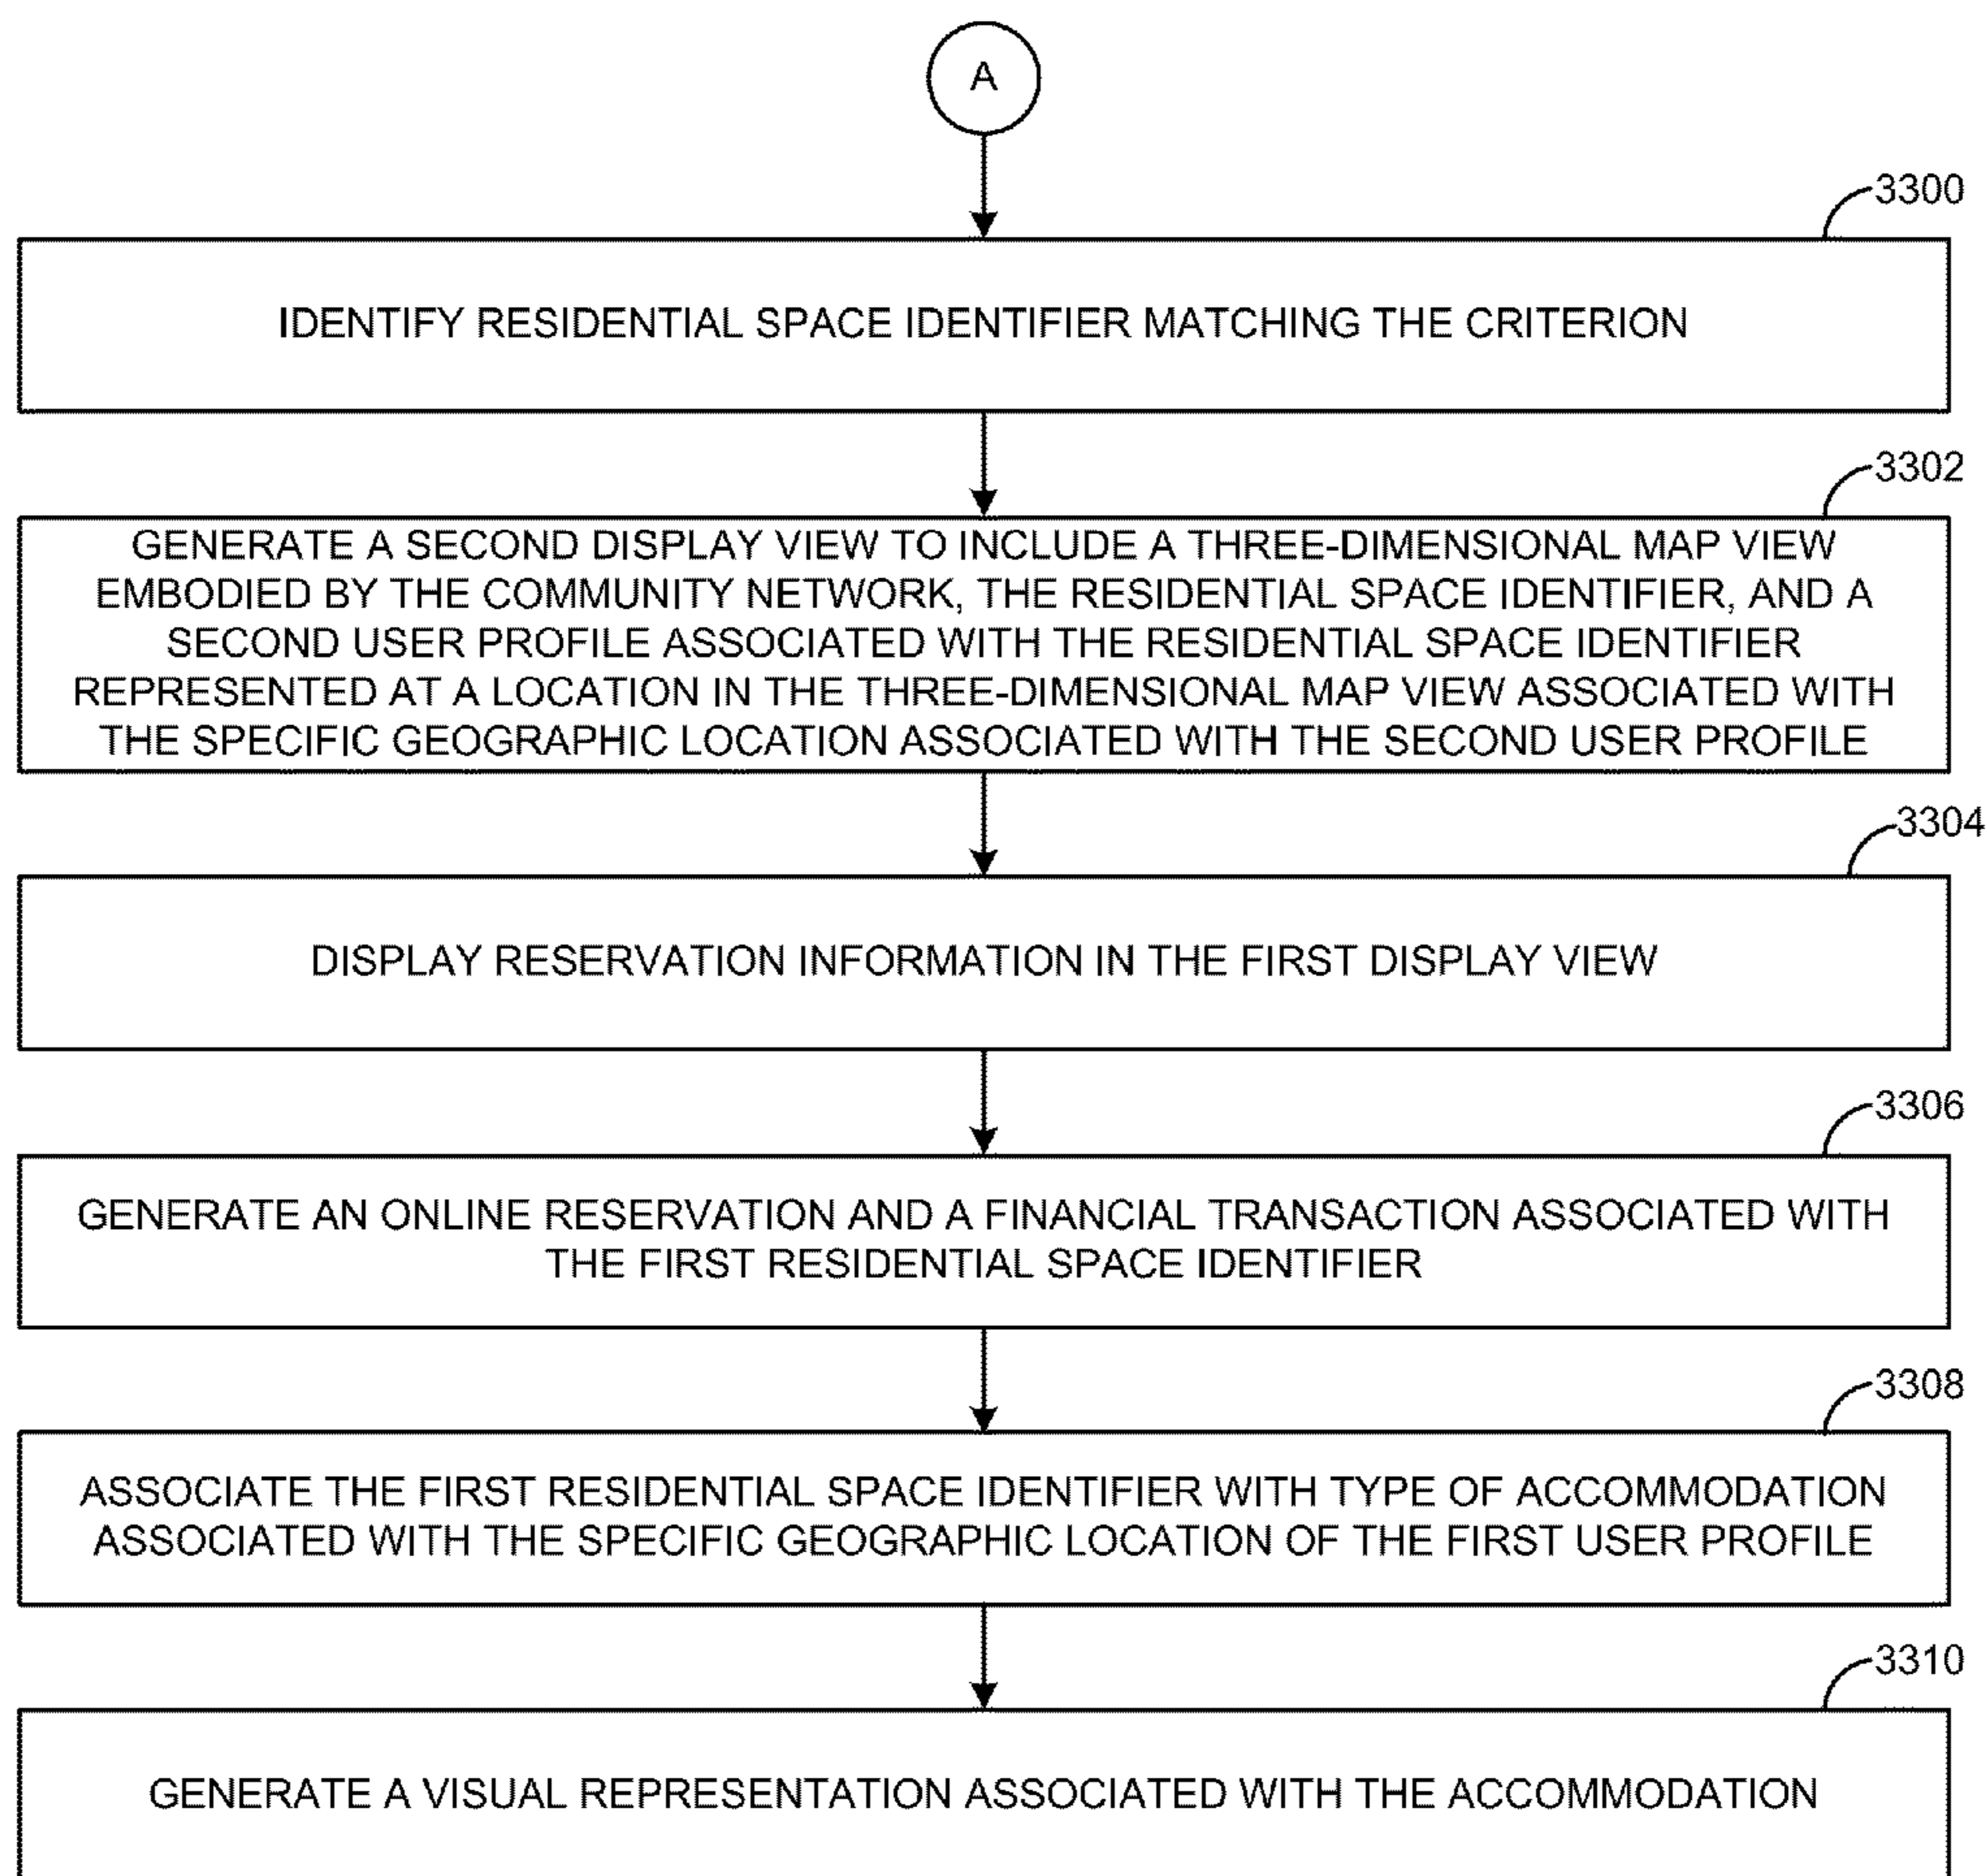 A
3300
IDENTIFY RESIDENTIAL SPACE IDENTIFIER MATCHING THE CRITERION
3302
GENERATE A SECOND DISPLAY VIEW TO INCLUDE A THREE-DIMENSIONAL MAP VIEW
EMBODIED BY THE COMMUNITY NETWORK, THE RESIDENTIAL SPACE IDENTIFIER, AND A
SECOND USER PROFILE ASSOCIATED WITH THE RESIDENTIAL SPACE IDENTIFIER
REPRESENTED AT A LOCATION IN THE THREE-DIMENSIONAL MAP VIEW ASSOCIATED WITH
THE SPECIFIC GEOGRAPHIC LOCATION ASSOCIATED WITH THE SECOND USER PROFILE
3304
DISPLAY RESERVATION INFORMATION IN THE FIRST DISPLAY VIEW
3306
GENERATE AN ONLINE RESERVATION AND A FINANCIAL TRANSACTION ASSOCIATED WITH
THE FIRST RESIDENTIAL SPACE IDENTIFIER
3308
ASSOCIATE THE FIRST RESIDENTIAL SPACE IDENTIFIER WITH TYPE OF ACCOMMODATION
ASSOCIATED WITH THE SPECIFIC GEOGRAPHIC LOCATION OF THE FIRST USER PROFILE
3310
GENERATE A VISUAL REPRESENTATION ASSOCIATED WITH THE ACCOMMODATION